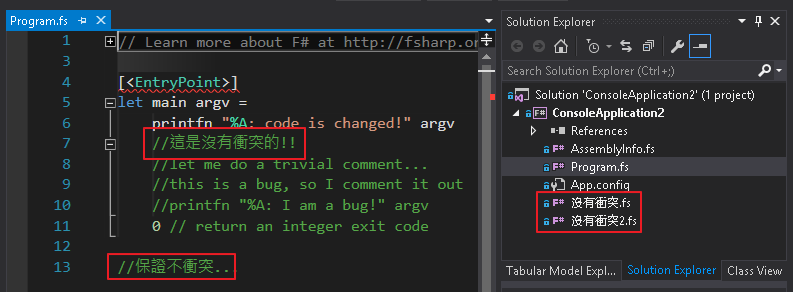 Program.fs
Solution Explorer
1 // Learn more about F# at http://fsharp.or
3
4 [<EntryPoint>]
5 let main argv =
6 printfn "%A: code is changed!" argv
7 //這是沒有衝突的!!
8 //let me do a trivial comment...
9 //this is a bug, so I comment it out
10 //printfn "%A: I am a bug!" argv
11 0 // return an integer exit code
12
13 //保證不衝突...
Search Solution Explorer (Ctrl+;)
Solution 'ConsoleApplication2' (1 project)
F# ConsoleApplication2
References
F# AssemblyInfo.fs
F# Program.fs
App.config
F# 沒有衝突.fs
F# 沒有衝突2.fs
Tabular Model Expl...
Solution Explorer
Class View